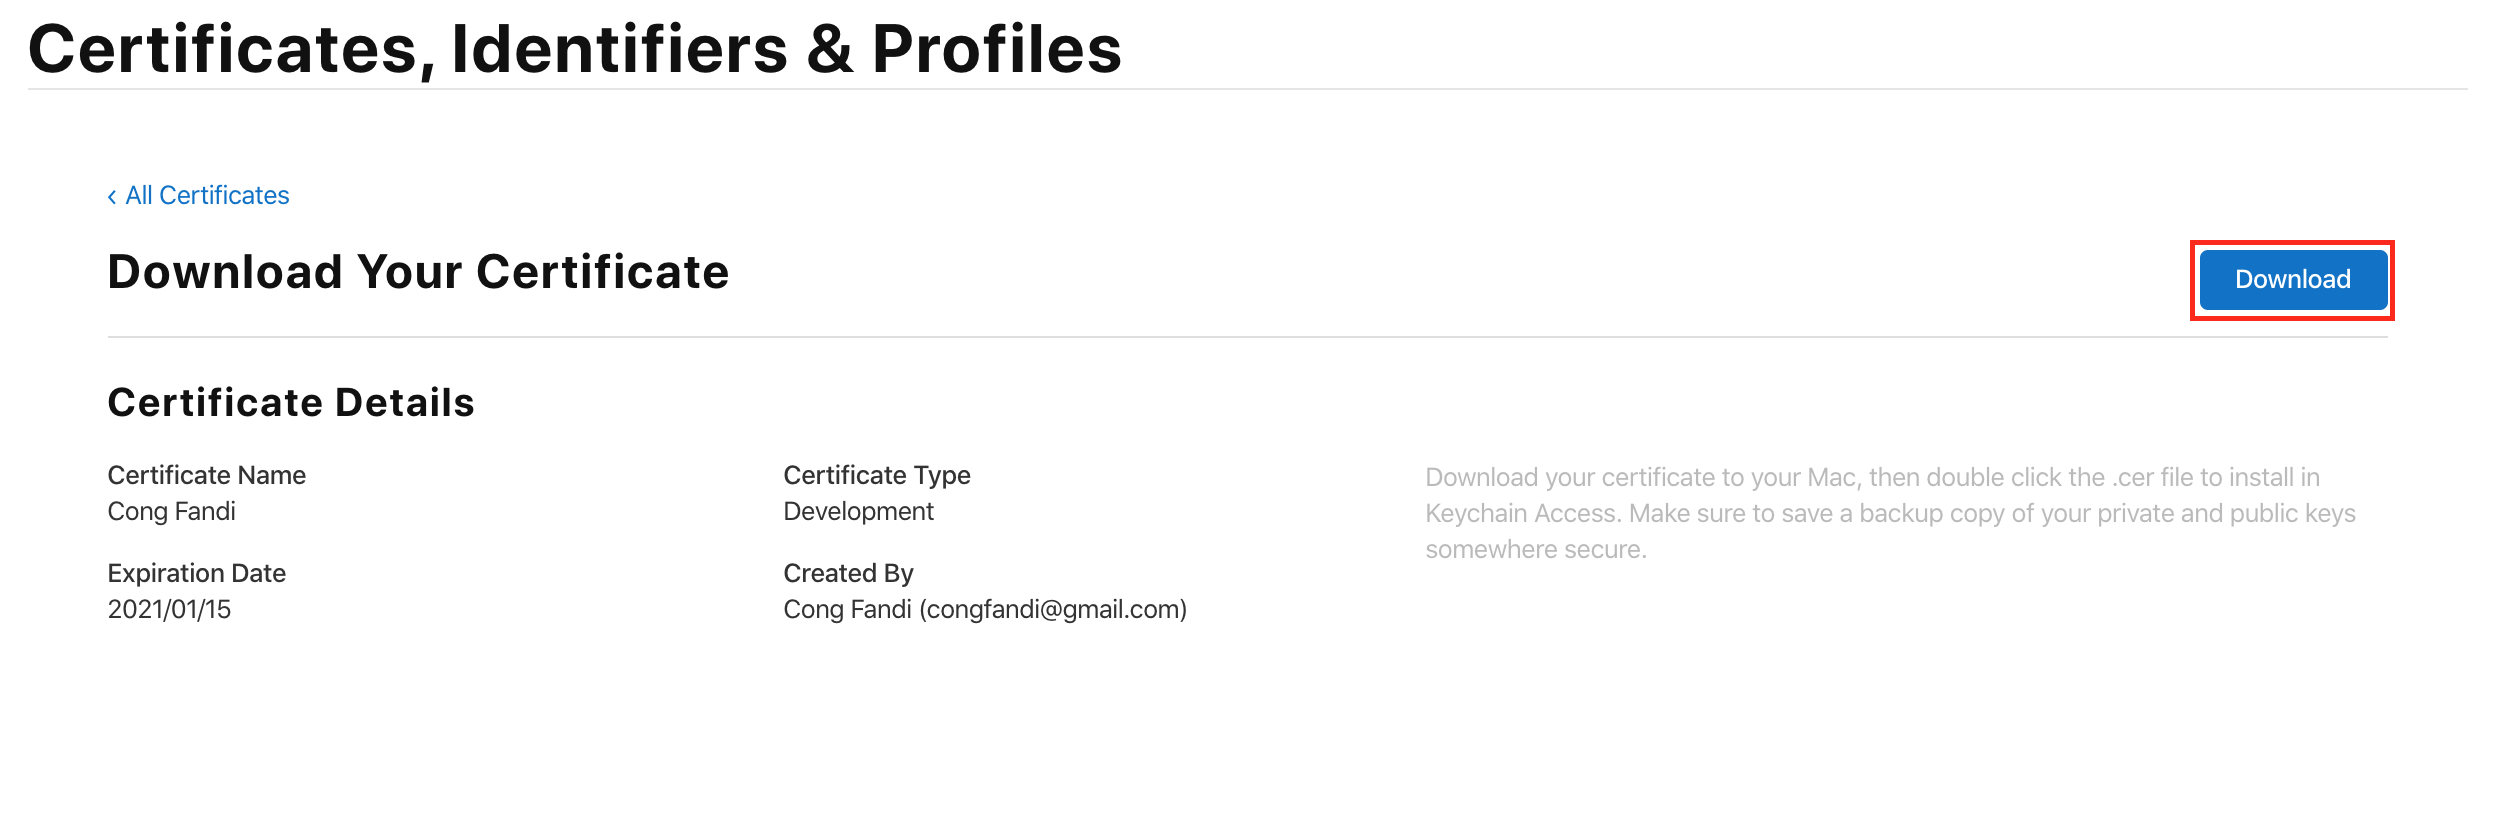 Certificates, Identifiers & Profiles
‹ All Certificates
Download Your Certificate
Download
Certificate Details
Certificate Name
Cong Fandi
Certificate Type
Development
Download your certificate to your Mac, then double click the .cer file to install in
Keychain Access. Make sure to save a backup copy of your private and public keys
somewhere secure.
Expiration Date
2021/01/15
Created By
Cong Fandi (congfandi@gmail.com)